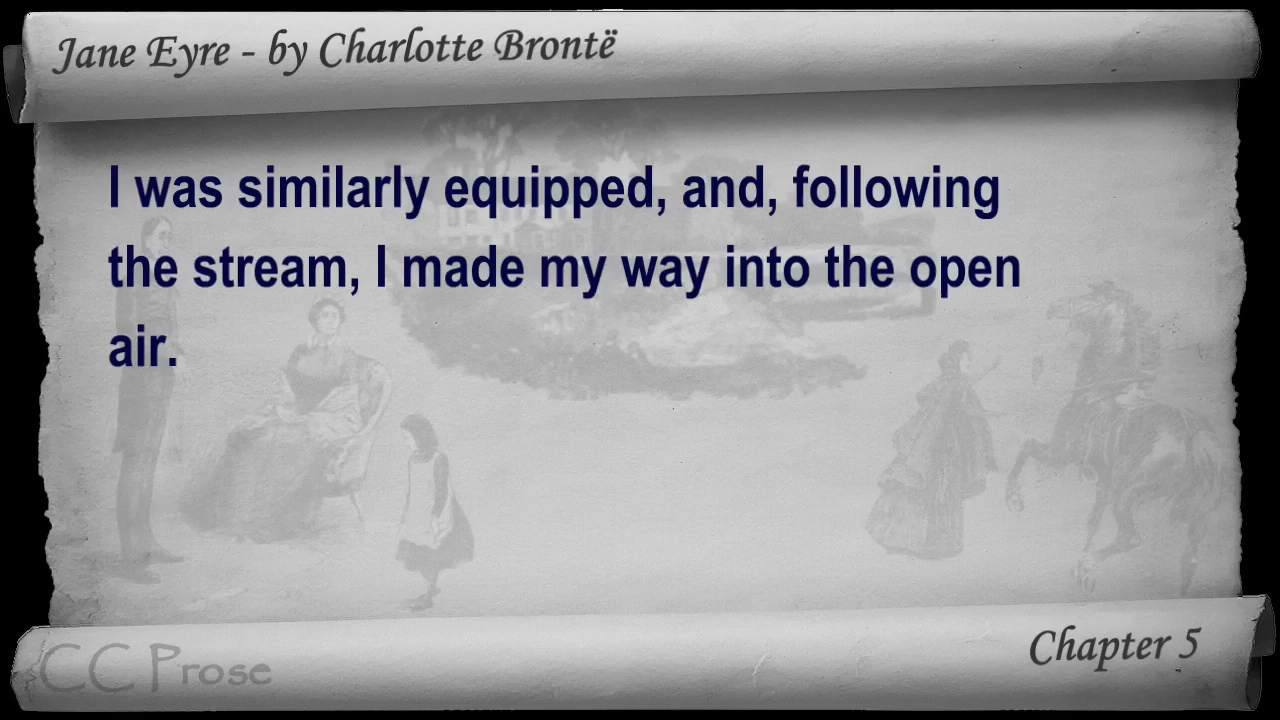 Jane Eyre - by Charlotte Brontë
I was similarly equipped, and, following
the stream, I made my way into the open
air.
Chapter 5
CC Prose